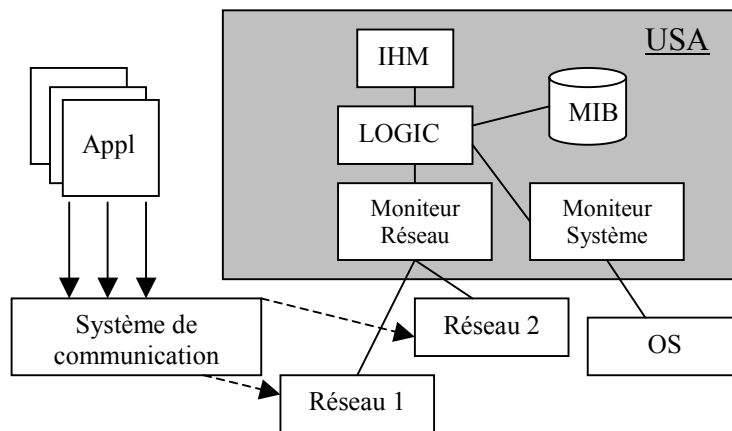 USA
IHM
MIB
LOGIC
Appl
Moniteur
Réseau
Moniteur
Système
Système de
communication
Réseau 2
OS
Réseau 1